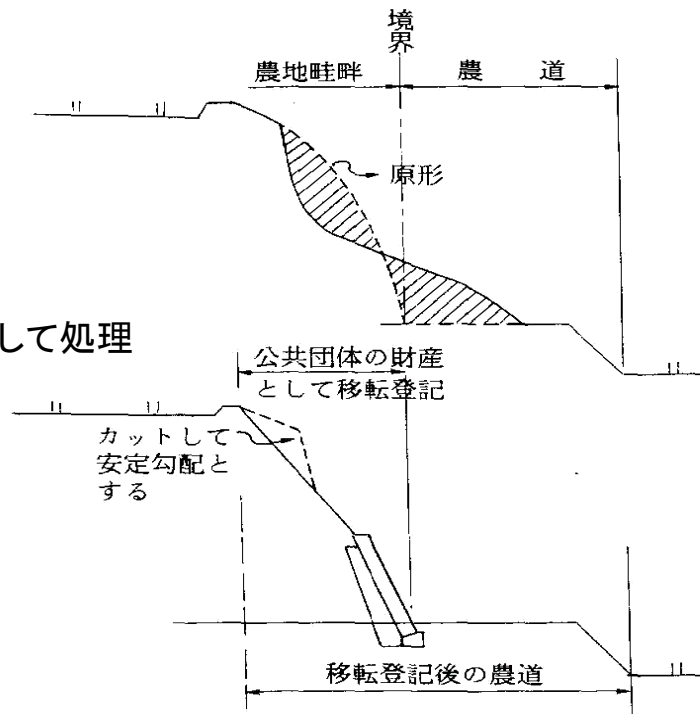 境界
農地畦畔
農道
原形
して処理
公共団体の財産
として移転登記
カットして
安定勾配と
する
移転登記後の農道